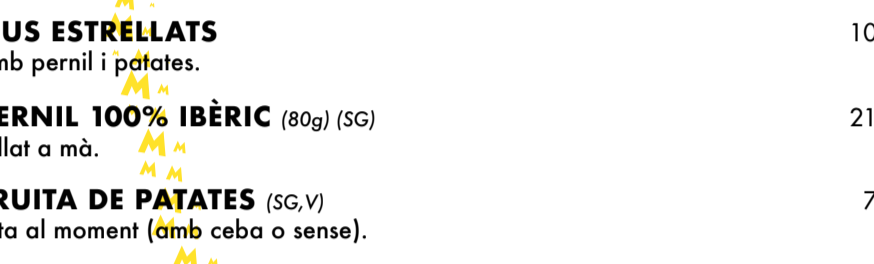 US ESTRELLATS 10
mb pernil i patates.
ERNIL 100% IBÈRIC (80g) (SG) 21
llat a mà.
RUITA DE PATATES (SG,V) 7
ta al moment (amb ceba o sense).